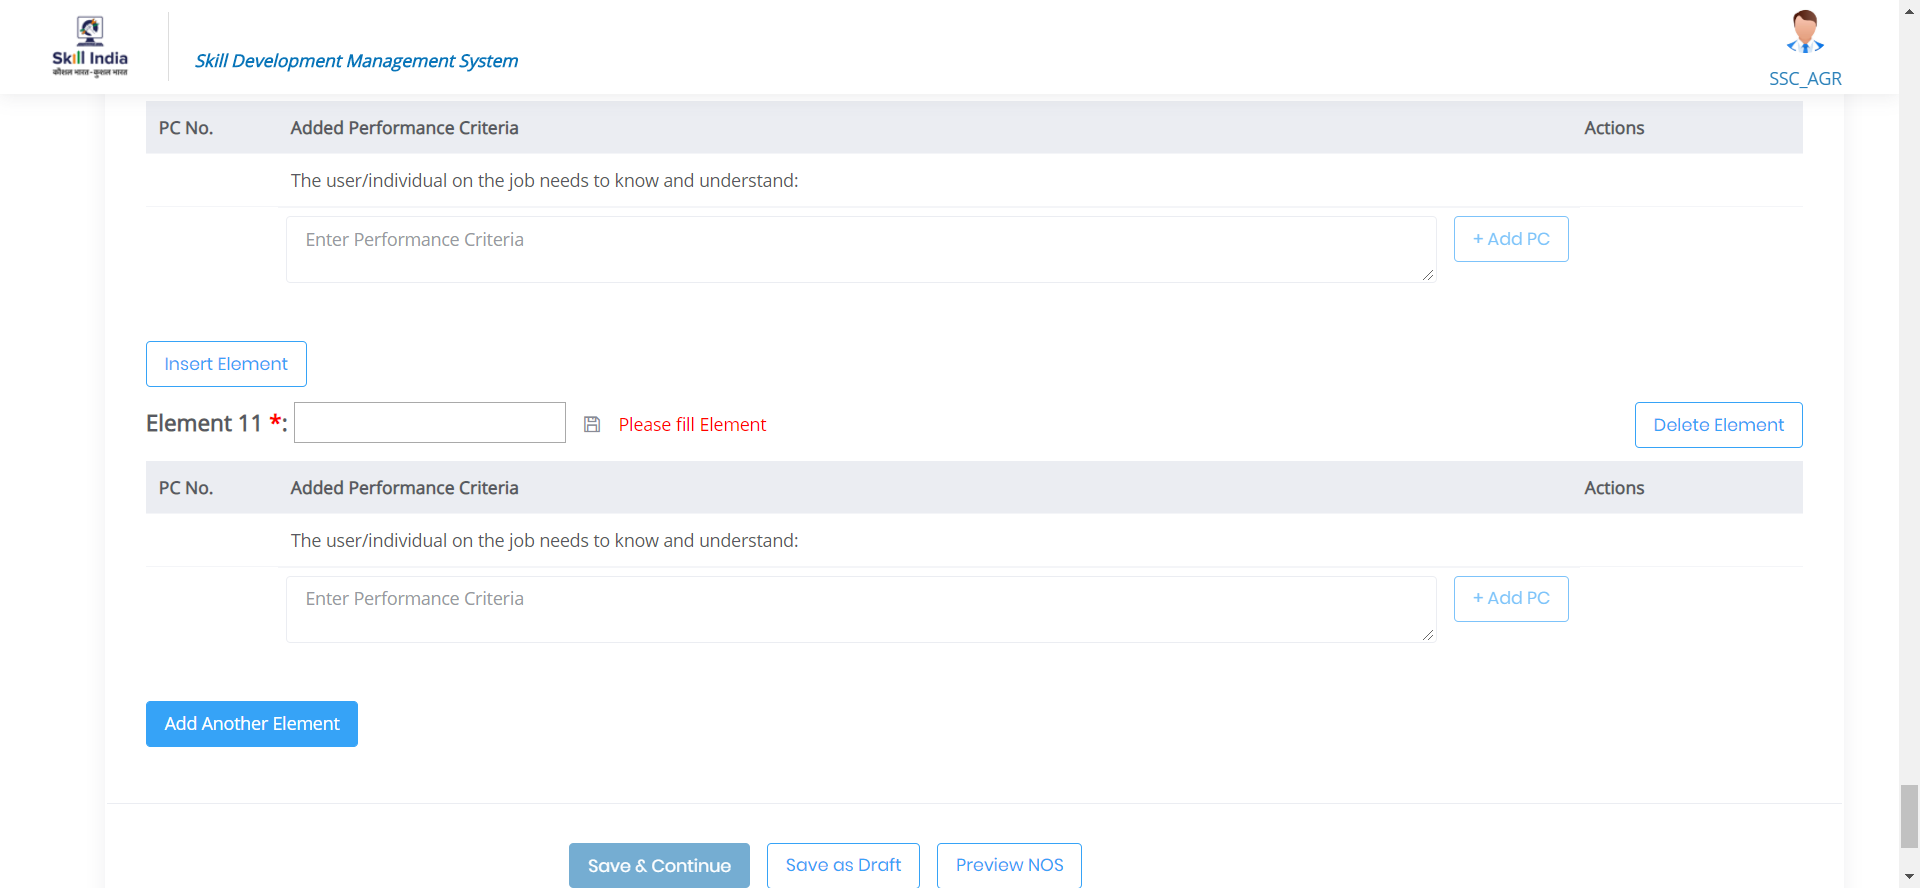 Skill India
कौशल भारत-कुशल भारत
Skill Development Management System
SSC_AGR
PC No. Added Performance Criteria Actions
The user/individual on the job needs to know and understand:
Enter Performance Criteria + Add PC
Insert Element
Element 11 *: Please fill Element Delete Element
PC No. Added Performance Criteria Actions
The user/individual on the job needs to know and understand:
Enter Performance Criteria + Add PC
Add Another Element
Save & Continue Save as Draft Preview NOS